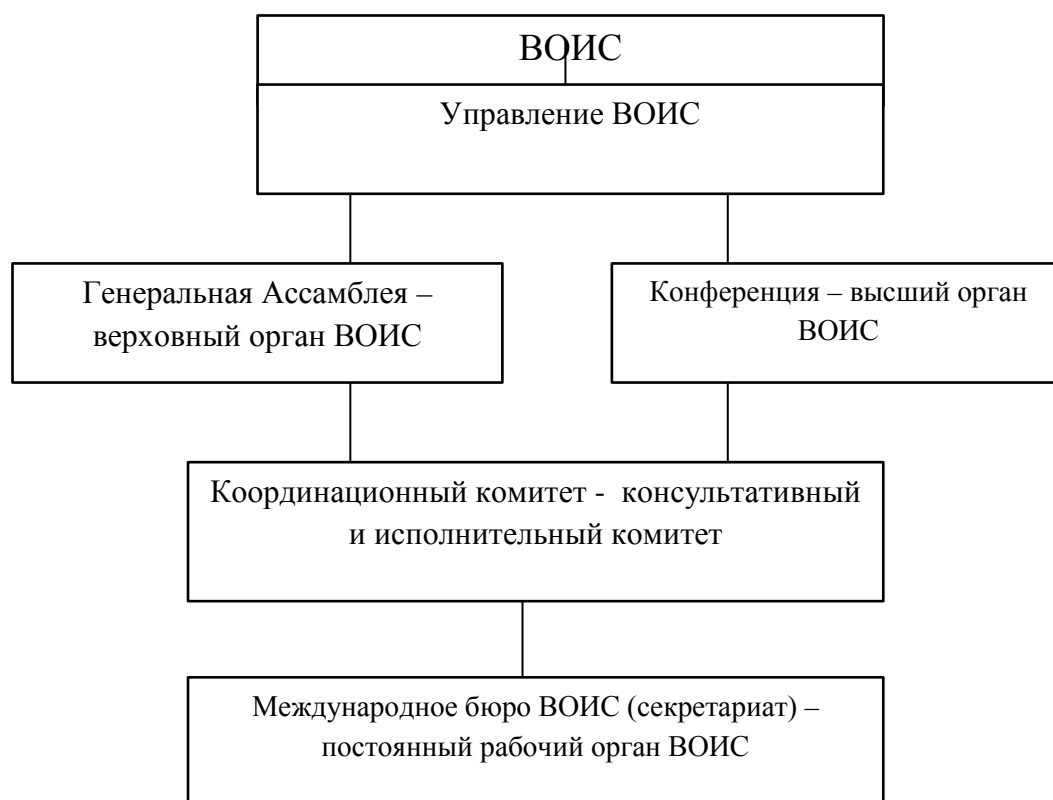 ВОИС
Управление ВОИС
Генеральная Ассамблея –
верховный орган ВОИС
Конференция – высший орган
ВОИС
Координационный комитет -  консультативный
и исполнительный комитет
Международное бюро ВОИС (секретариат) –
постоянный рабочий орган ВОИС